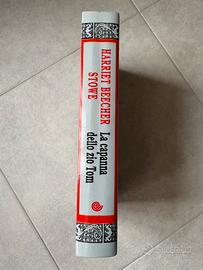 HARRIET BEECHER
STOWE
La capanna
dello zio Tom